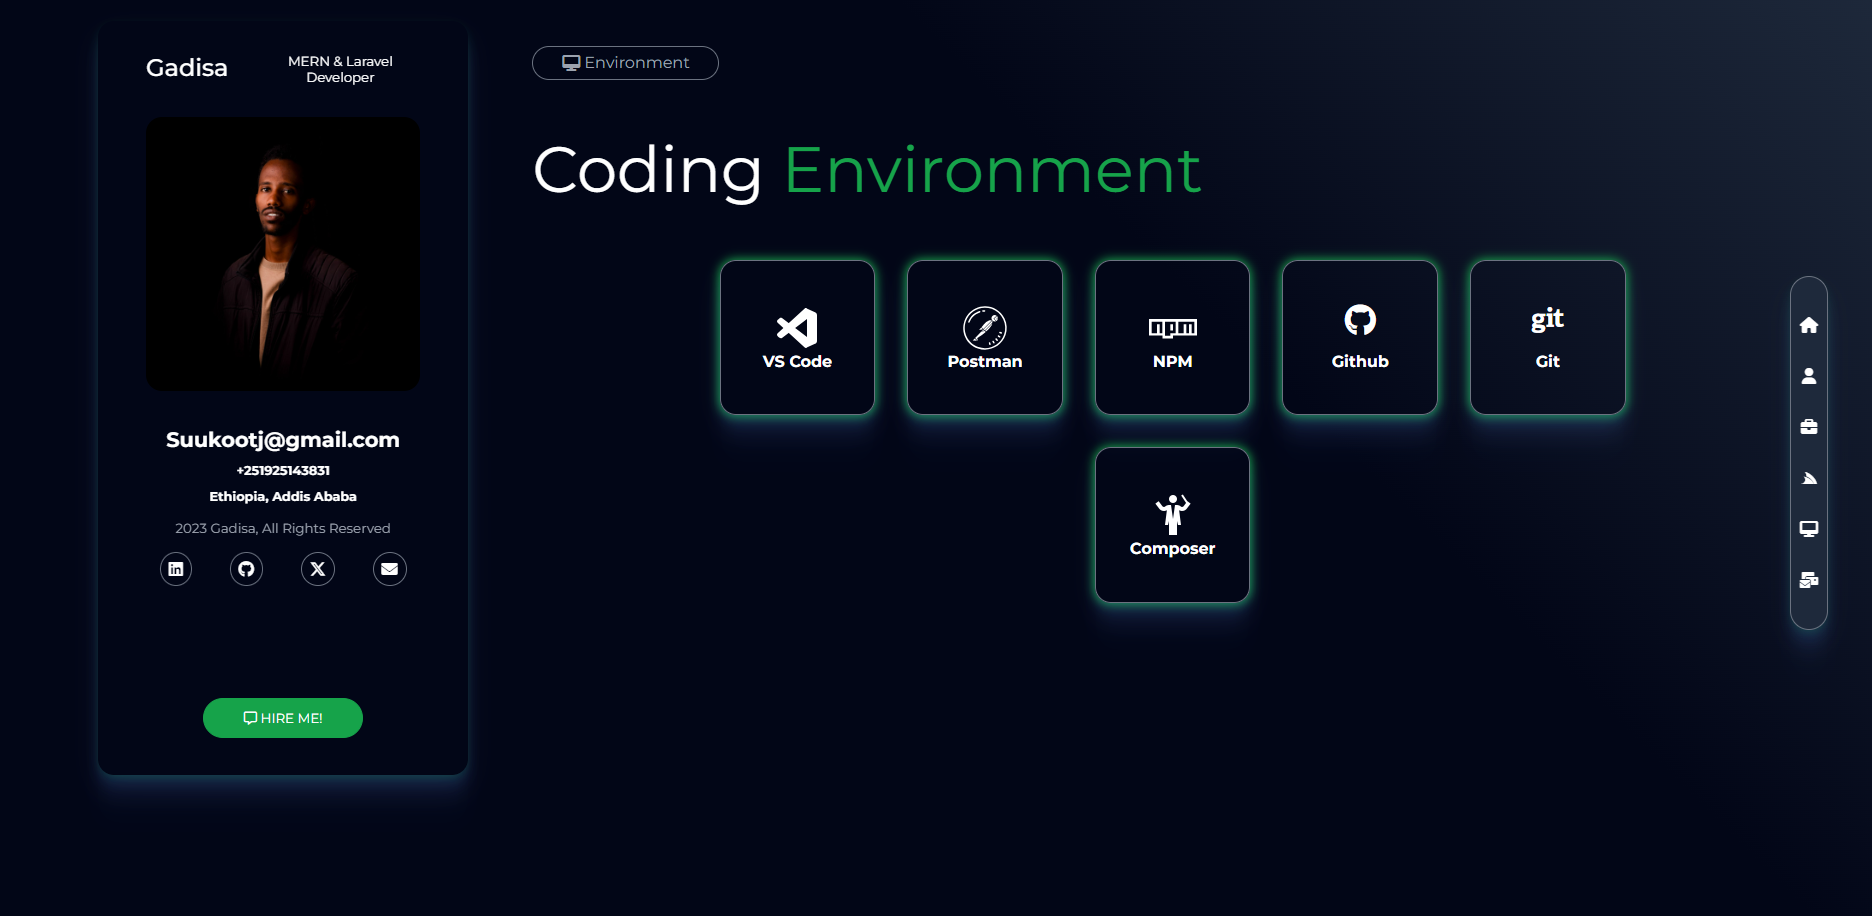 Gadisa
MERN & Laravel
Developer
Suukootj@gmail.com
+251925143831
Ethiopia, Addis Ababa
2023 Gadisa, All Rights Reserved
HIRE ME!
Environment
Coding Environment
VS Code
Postman
npm
NPM
Github
git
Git
Composer